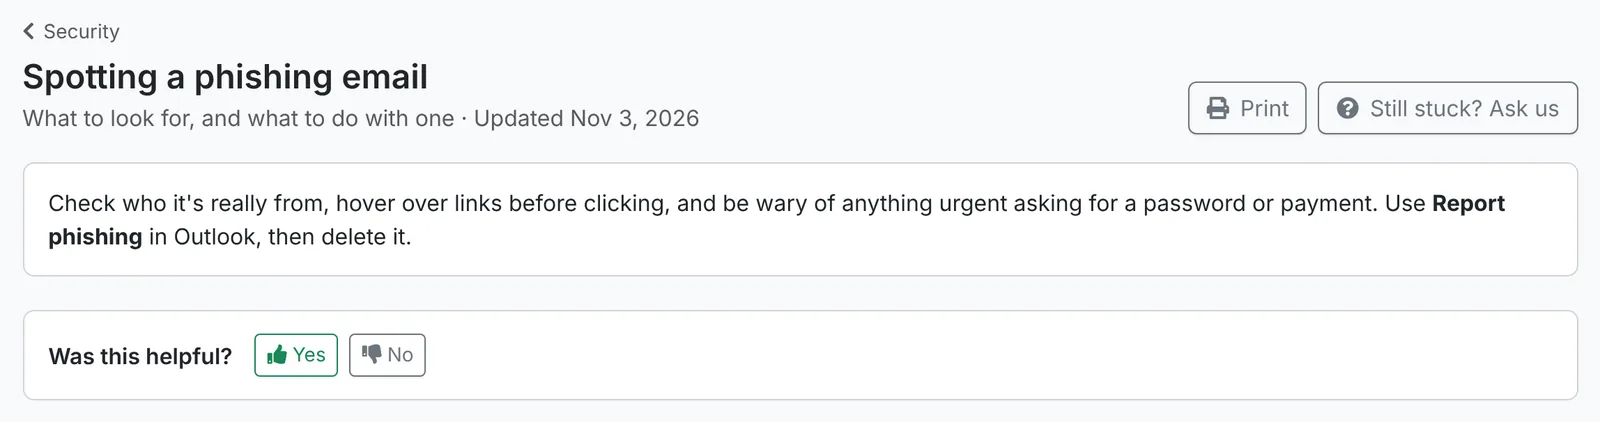 Security
Spotting a phishing email
What to look for, and what to do with one · Updated Nov 3, 2026
Print
Still stuck? Ask us
Check who it's really from, hover over links before clicking, and be wary of anything urgent asking for a password or payment. Use Report
phishing in Outlook, then delete it.
Was this helpful? Yes No